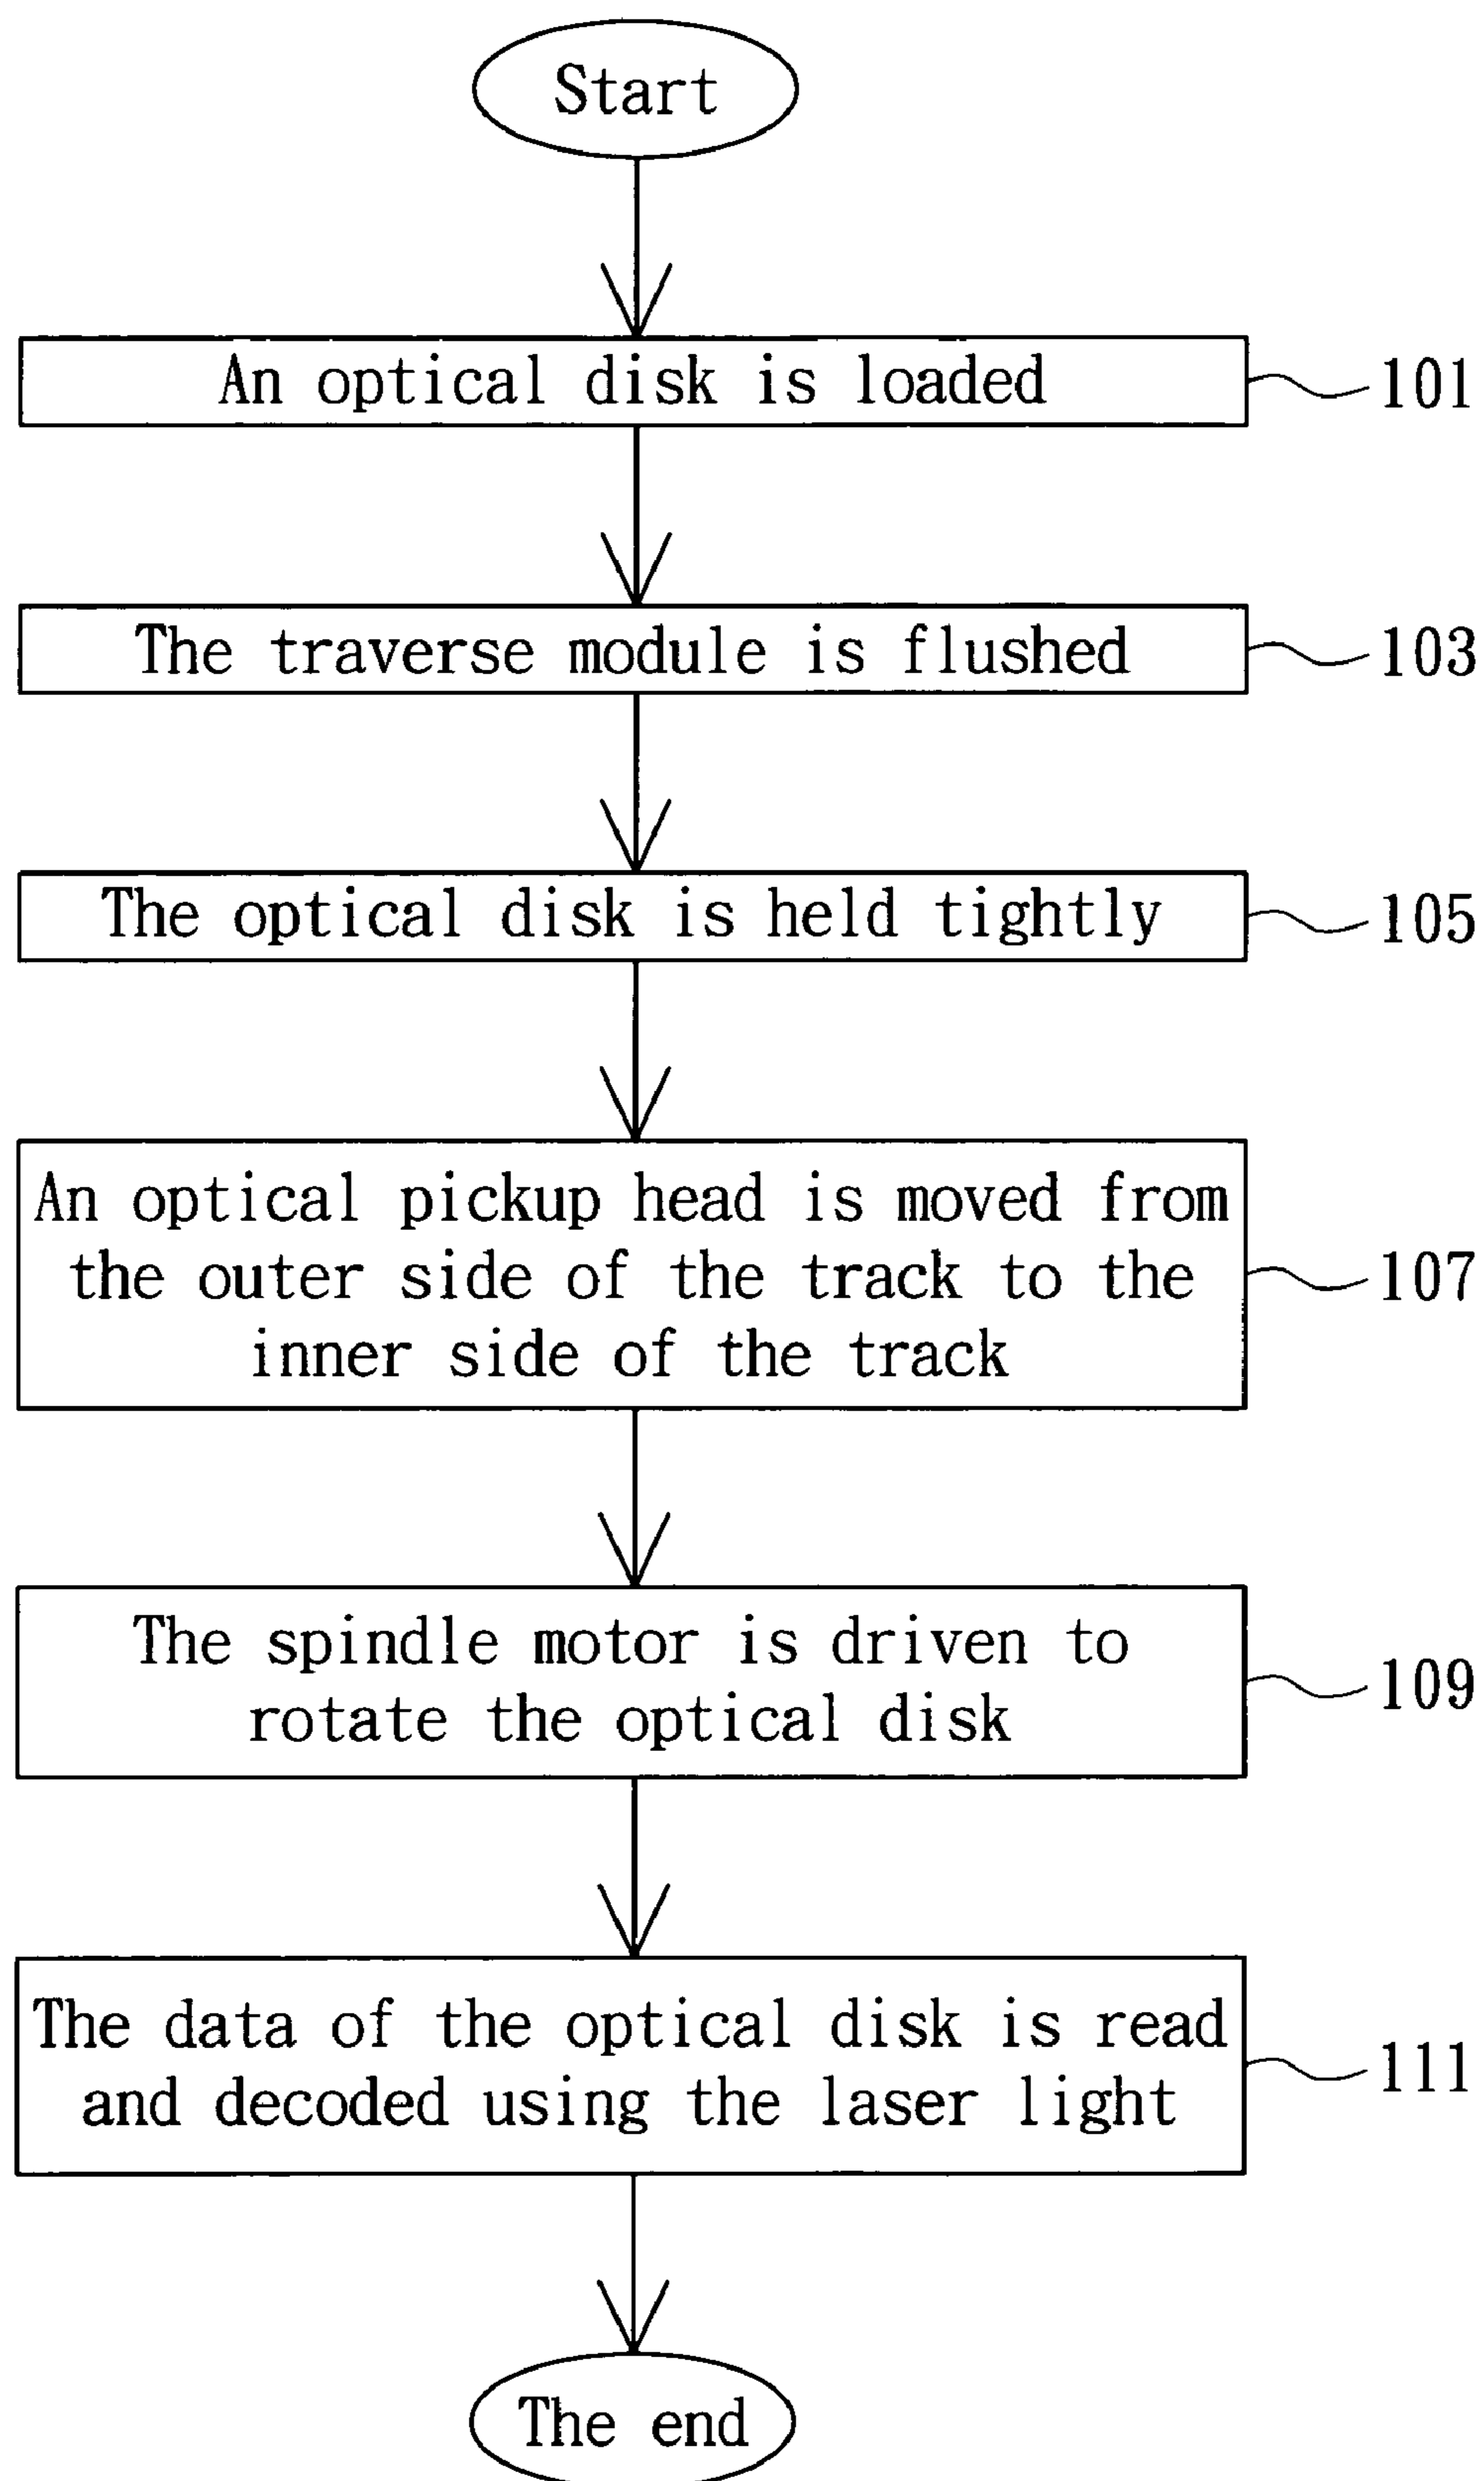 Start
An optical disk is loaded
101
The traverse module is flushed
103
The optical disk is held tightly
105
An optical pickup head is moved from
the outer side of the track to the
inner side of the track
107
The spindle motor is driven to
rotate the optical disk
109
The data of the optical disk is read
and decoded using the laser light
111
The end